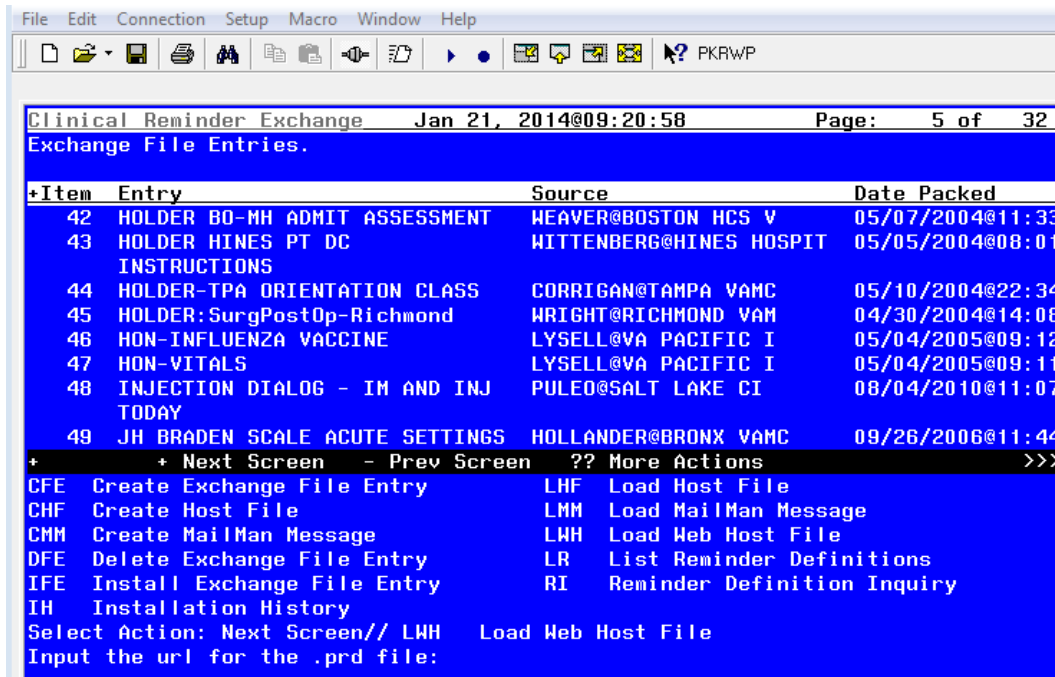 File Edit Connection Setup Macro Window Help
PKRWP
Clinical Reminder Exchange Jan 21, 2014@09:20:58 Page: 5 of 32
Exchange File Entries.
+Item Entry Source Date Packed
42 HOLDER BO-MH ADMIT ASSESSMENT WEAVER@BOSTON HCS V 05/07/2004@11:33
43 HOLDER HINES PT DC WITTENBERG@HINES HOSPIT 05/05/2004@08:01
INSTRUCTIONS
44 HOLDER-TPA ORIENTATION CLASS CORRIGAN@TAMPA VAMC 05/10/2004@22:34
45 HOLDER:SurgPostOp-Richmond WRIGHT@RICHMOND VAM 04/30/2004@14:08
46 HON-INFLUENZA VACCINE LYSELL@VA PACIFIC I 05/04/2005@09:12
47 HON-VITALS LYSELL@VA PACIFIC I 05/04/2005@09:11
48 INJECTION DIALOG - IM AND INJ PULEO@SALT LAKE CI 08/04/2010@11:07
TODAY
49 JH BRADEN SCALE ACUTE SETTINGS HOLLANDER@BRONX VAMC 09/26/2006@11:44
+ + Next Screen - Prev Screen ?? More Actions >>>
CFE Create Exchange File Entry LHF Load Host File
CHF Create Host File LMM Load MailMan Message
CMM Create MailMan Message LWH Load Web Host File
DFE Delete Exchange File Entry LR List Reminder Definitions
IFE Install Exchange File Entry RI Reminder Definition Inquiry
IH Installation History
Select Action: Next Screen// LWH Load Web Host File
Input the url for the .prd file: